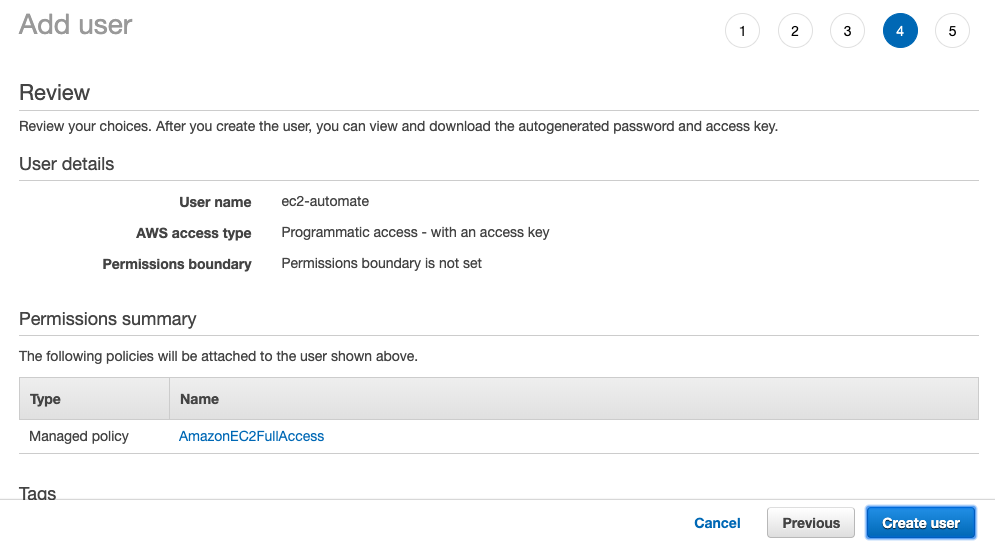 Add user
1 2 3 4 5
Review
Review your choices. After you create the user, you can view and download the autogenerated password and access key.
User details
User name ec2-automate
AWS access type Programmatic access - with an access key
Permissions boundary Permissions boundary is not set
Permissions summary
The following policies will be attached to the user shown above.
Type Name
Managed policy AmazonEC2FullAccess
Tags
Cancel Previous Create user